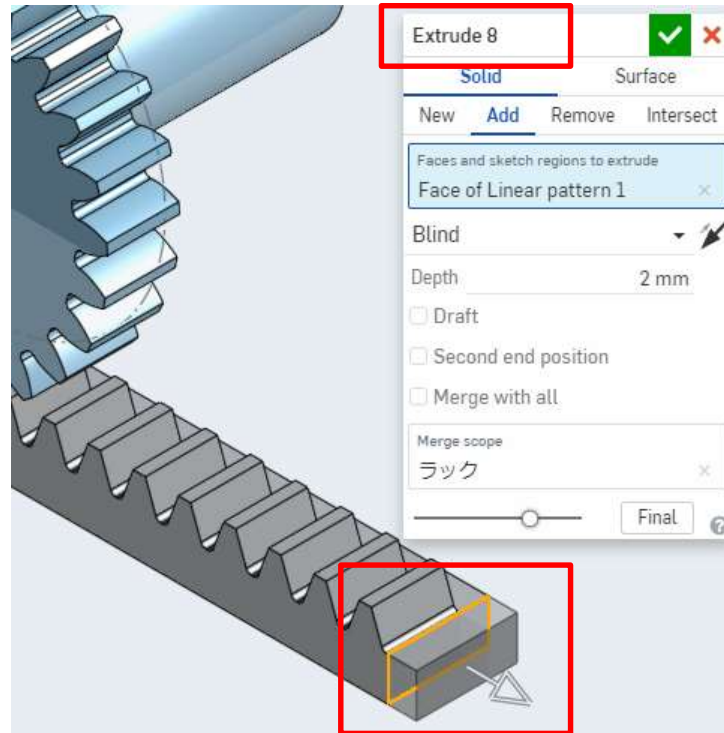 Extrude 8
Solid Surface
New Add Remove Intersect
Faces and sketch regions to extrude
Face of Linear pattern 1
Blind
Depth 2 mm
Draft
Second end position
Merge with all
Merge scope
ラック
Final